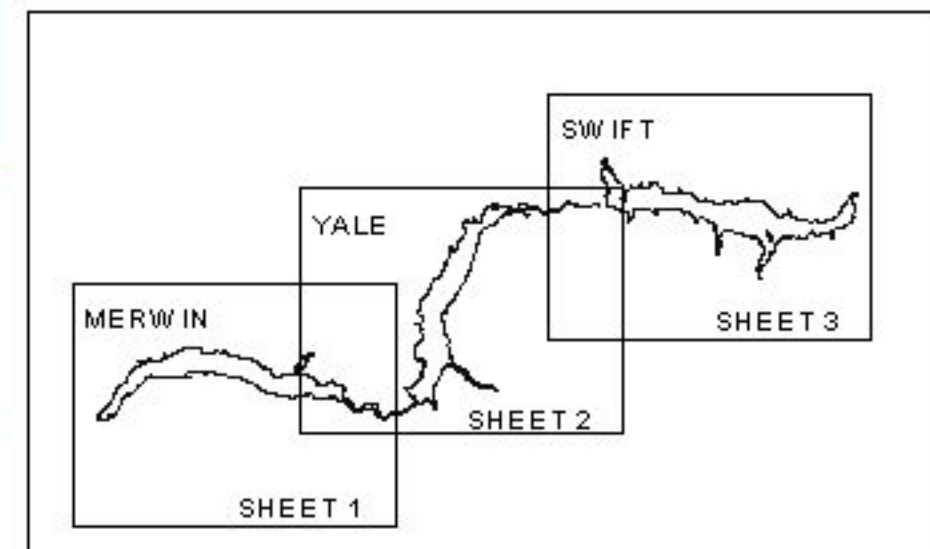 SWIFT
YALE
MERWIN
SHEET 3
SHEET 2
SHEET 1